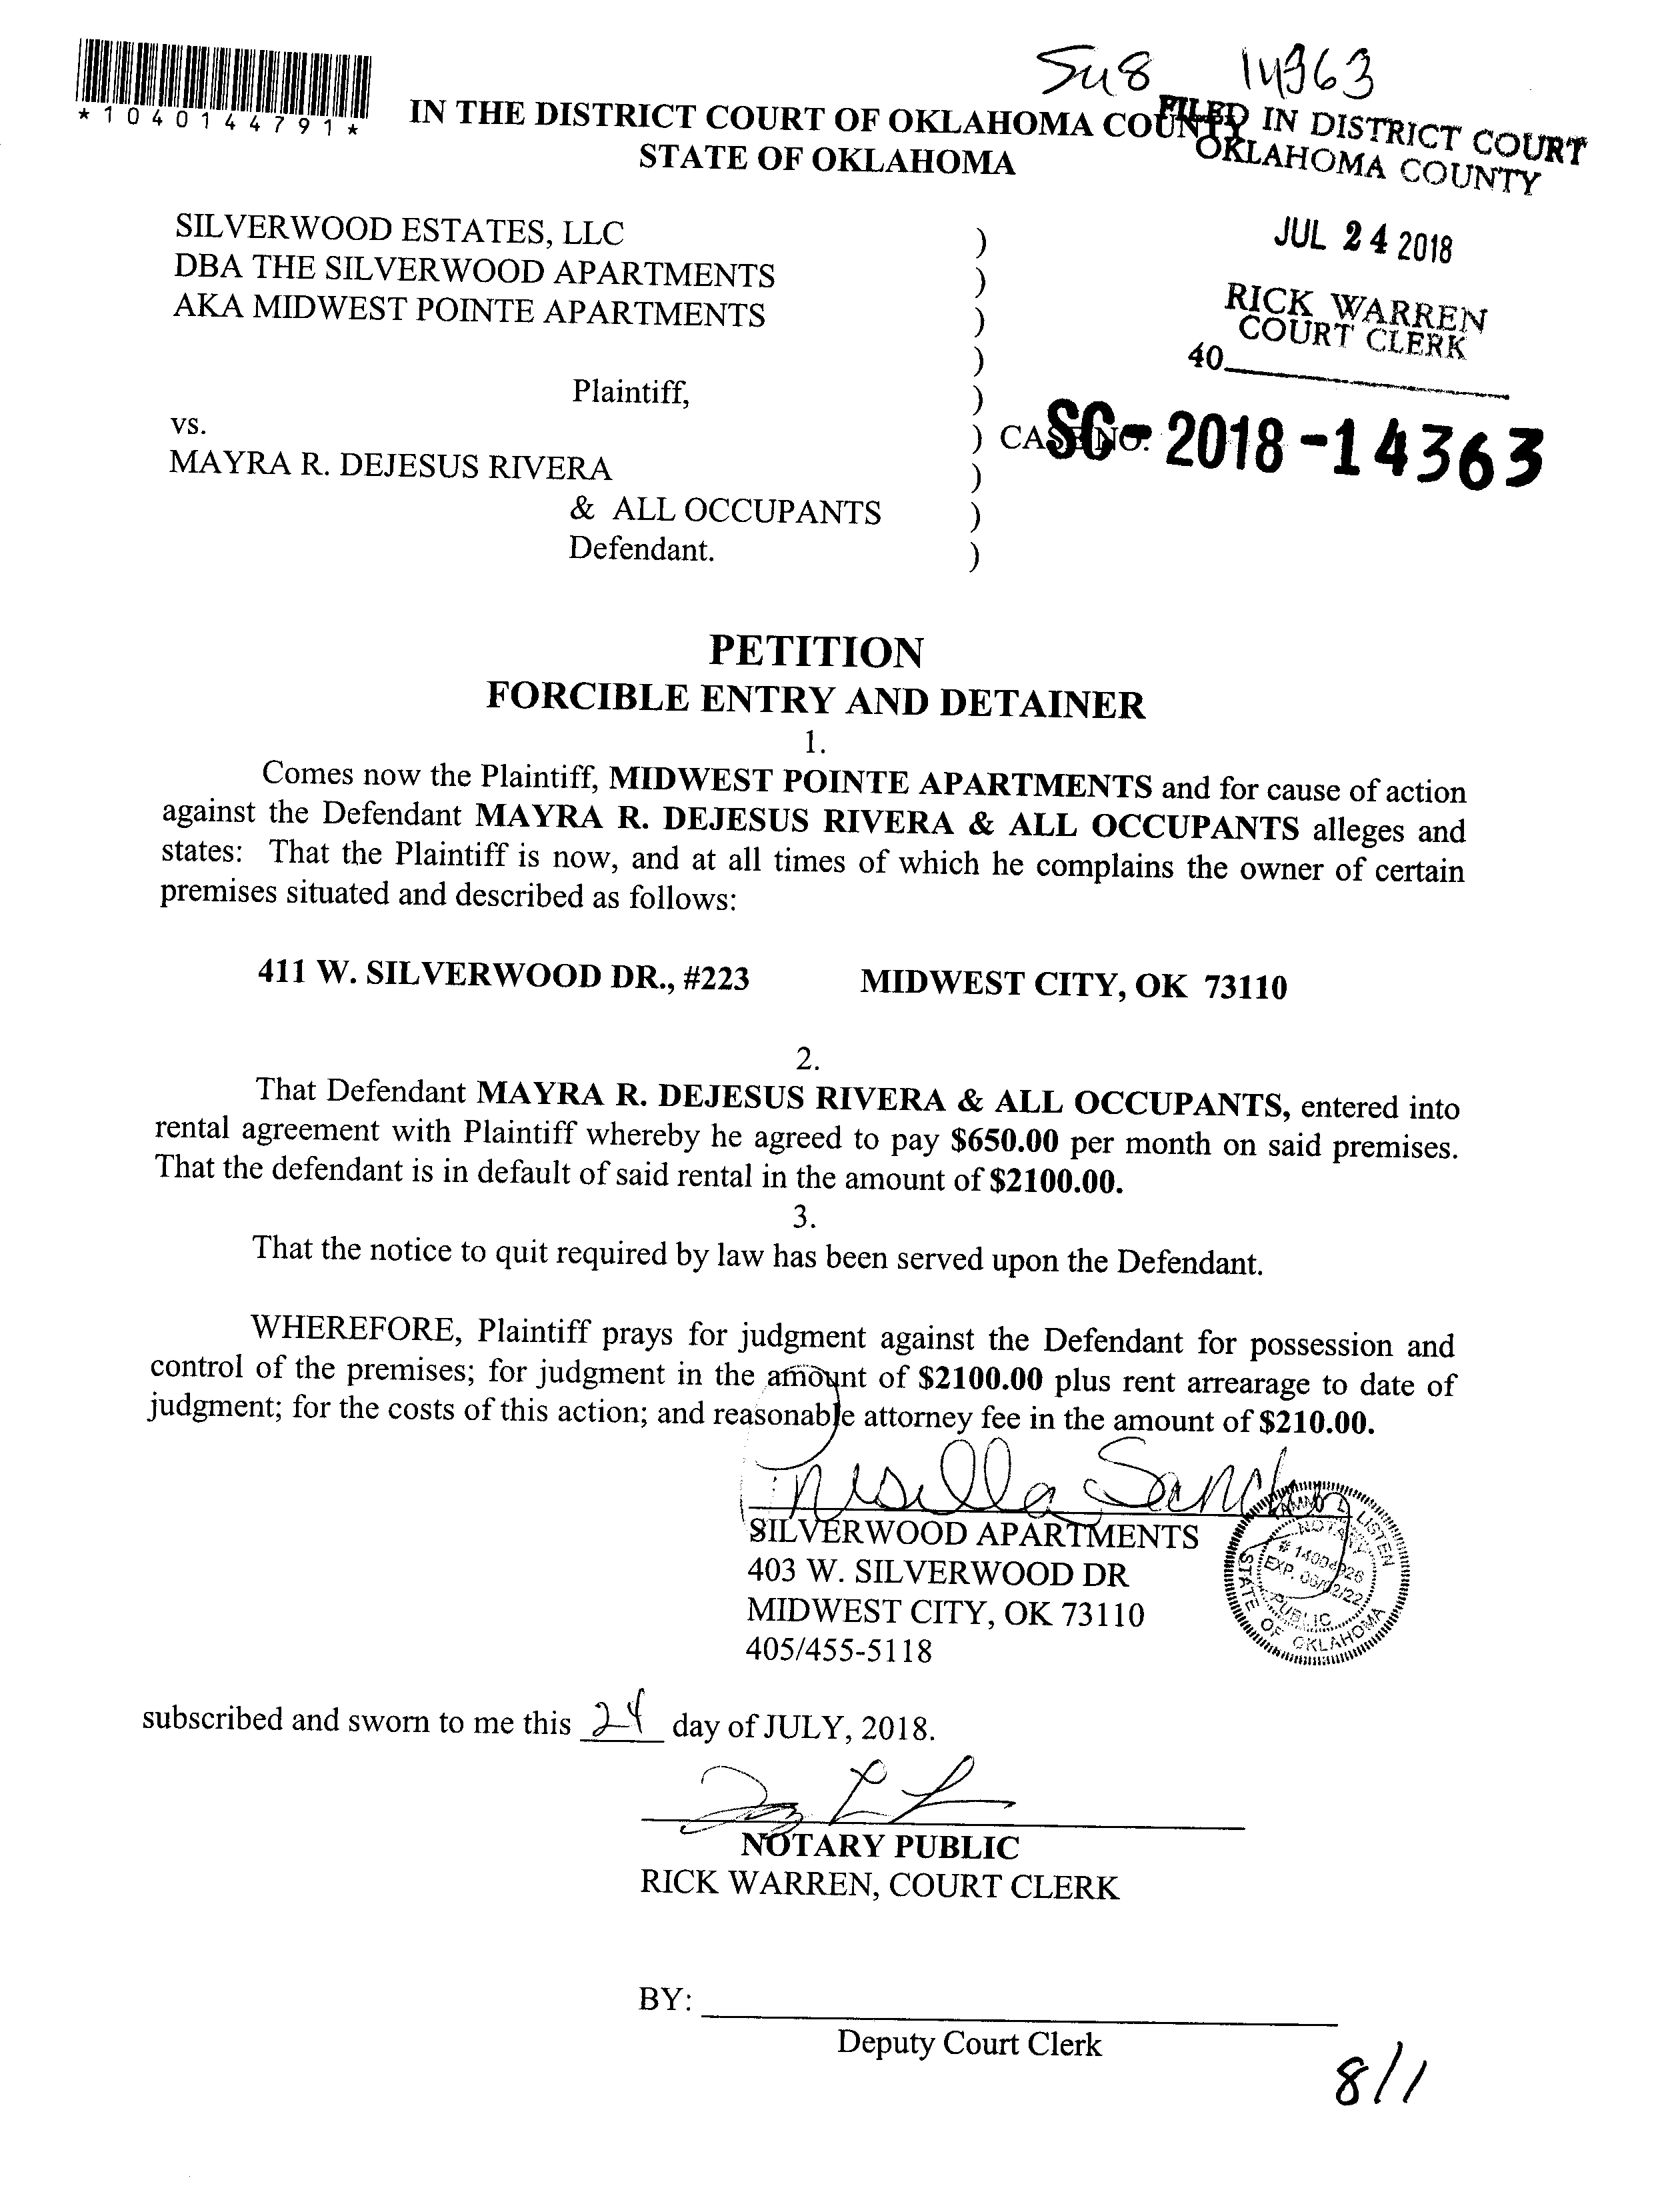 14363
*1040144791*
IN THE DISTRICT COURT OF OKLAHOMA COUNTY
STATE OF OKLAHOMA
FILED IN DISTRICT COURT
OKLAHOMA COUNTY
JUL 24 2018
RICK WARREN
COURT CLERK
40
SILVERWOOD ESTATES, LLC )
DBA THE SILVERWOOD APARTMENTS )
AKA MIDWEST POINTE APARTMENTS )
)
Plaintiff, )
vs. ) CASE NO. SC-2018-14363
MAYRA R. DEJESUS RIVERA )
& ALL OCCUPANTS )
Defendant. )
PETITION
FORCIBLE ENTRY AND DETAINER
1.
Comes now the Plaintiff, MIDWEST POINTE APARTMENTS and for cause of action
against the Defendant MAYRA R. DEJESUS RIVERA & ALL OCCUPANTS alleges and
states: That the Plaintiff is now, and at all times of which he complains the owner of certain
premises situated and described as follows:
411 W. SILVERWOOD DR., #223 MIDWEST CITY, OK 73110
2.
That Defendant MAYRA R. DEJESUS RIVERA & ALL OCCUPANTS, entered into
rental agreement with Plaintiff whereby he agreed to pay $650.00 per month on said premises.
That the defendant is in default of said rental in the amount of $2100.00.
3.
That the notice to quit required by law has been served upon the Defendant.
WHEREFORE, Plaintiff prays for judgment against the Defendant for possession and
control of the premises; for judgment in the amount of $2100.00 plus rent arrearage to date of
judgment; for the costs of this action; and reasonable attorney fee in the amount of $210.00.
Prisilla
SILVERWOOD APARTMENTS
403 W. SILVERWOOD DR
MIDWEST CITY, OK 73110
405/455-5118
LISTEN
NOTARY
EXP. 06/02/22
PUBLIC
STATE OF OKLAHOMA
subscribed and sworn to me this 24 day of JULY, 2018.
NOTARY PUBLIC
RICK WARREN, COURT CLERK
BY:
Deputy Court Clerk
8/1